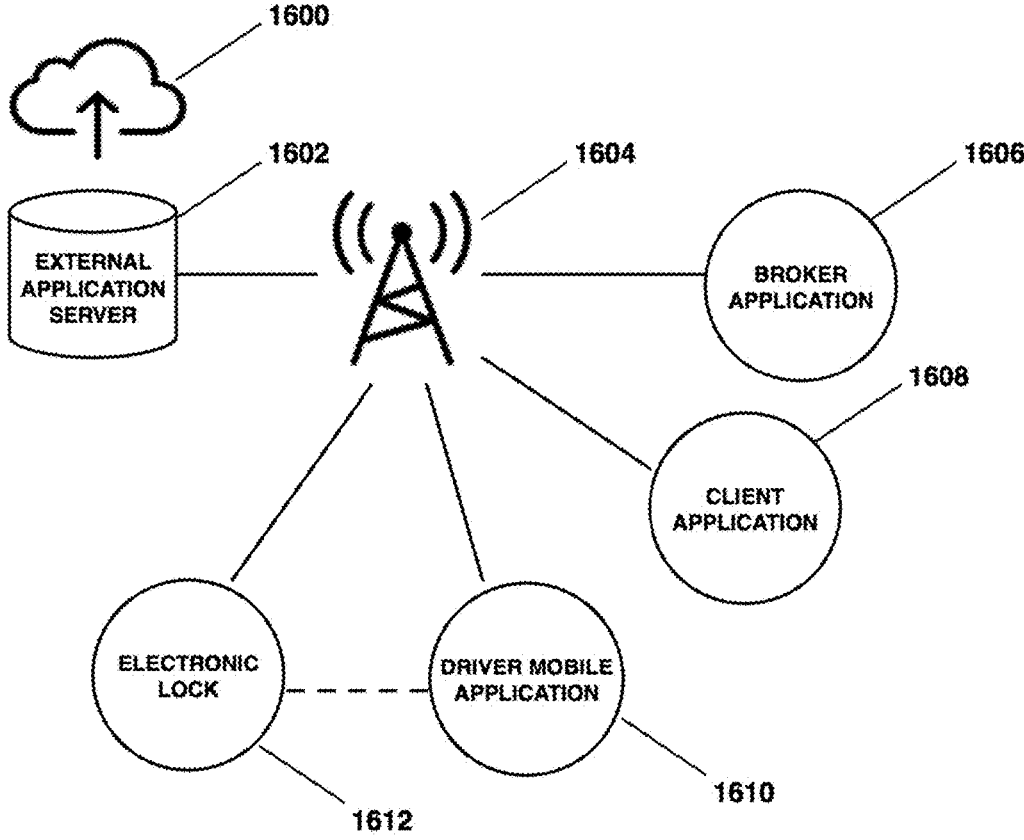 1600
1602
1604
1606
EXTERNAL
APPLICATION
SERVER
BROKER
APPLICATION
1608
CLIENT
APPLICATION
ELECTRONIC
LOCK
DRIVER MOBILE
APPLICATION
1610
1612